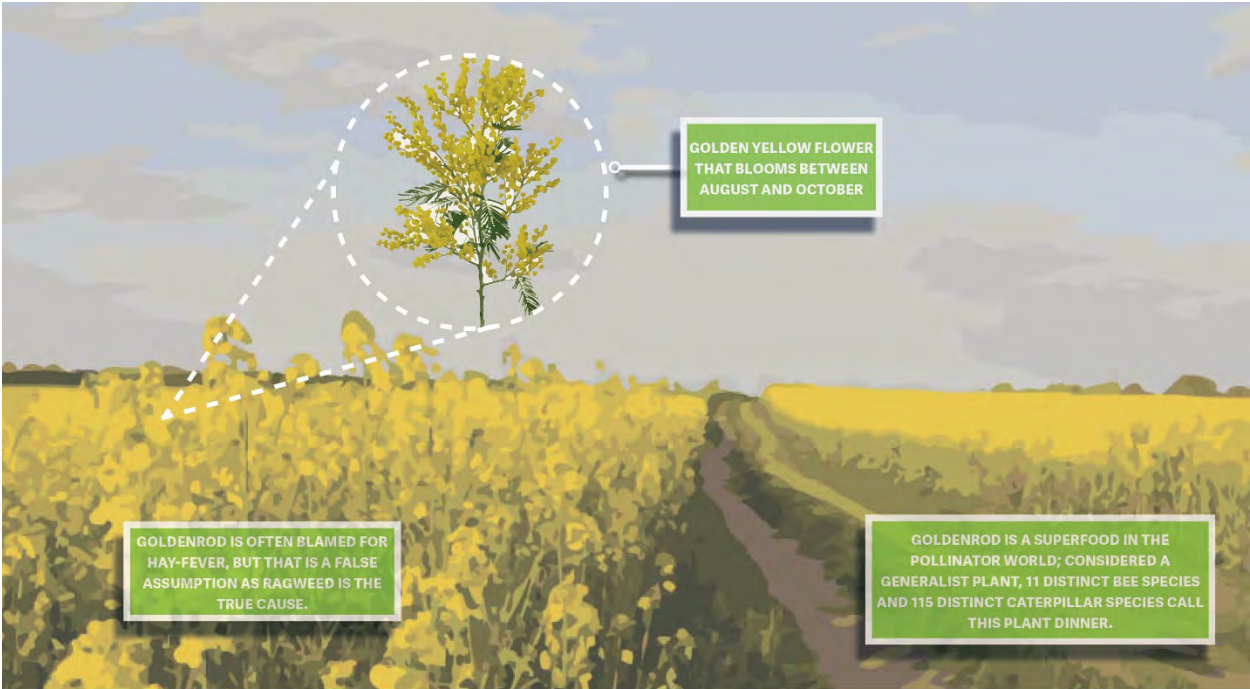 GOLDEN YELLOW FLOWER
THAT BLOOMS BETWEEN
AUGUST AND OCTOBER
GOLDENROD IS OFTEN BLAMED FOR
HAY-FEVER, BUT THAT IS A FALSE
ASSUMPTION AS RAGWEED IS THE
TRUE CAUSE.
GOLDENROD IS A SUPERFOOD IN THE
POLLINATOR WORLD; CONSIDERED A
GENERALIST PLANT, 11 DISTINCT BEE SPECIES
AND 115 DISTINCT CATERPILLAR SPECIES CALL
THIS PLANT DINNER.